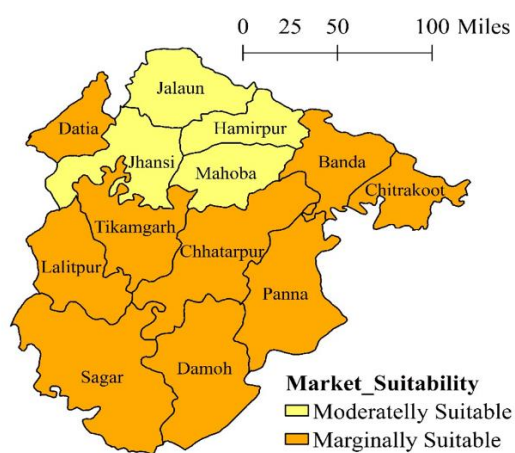 0 25 50 100 Miles
Jalaun
Datia
Hamirpur
Jhansi
Banda
Mahoba
Chitrakoot
Tikamgarh
Chhatarpur
Lalitpur
Panna
Sagar
Damoh
Market_Suitability
Moderatelly Suitable
Marginally Suitable